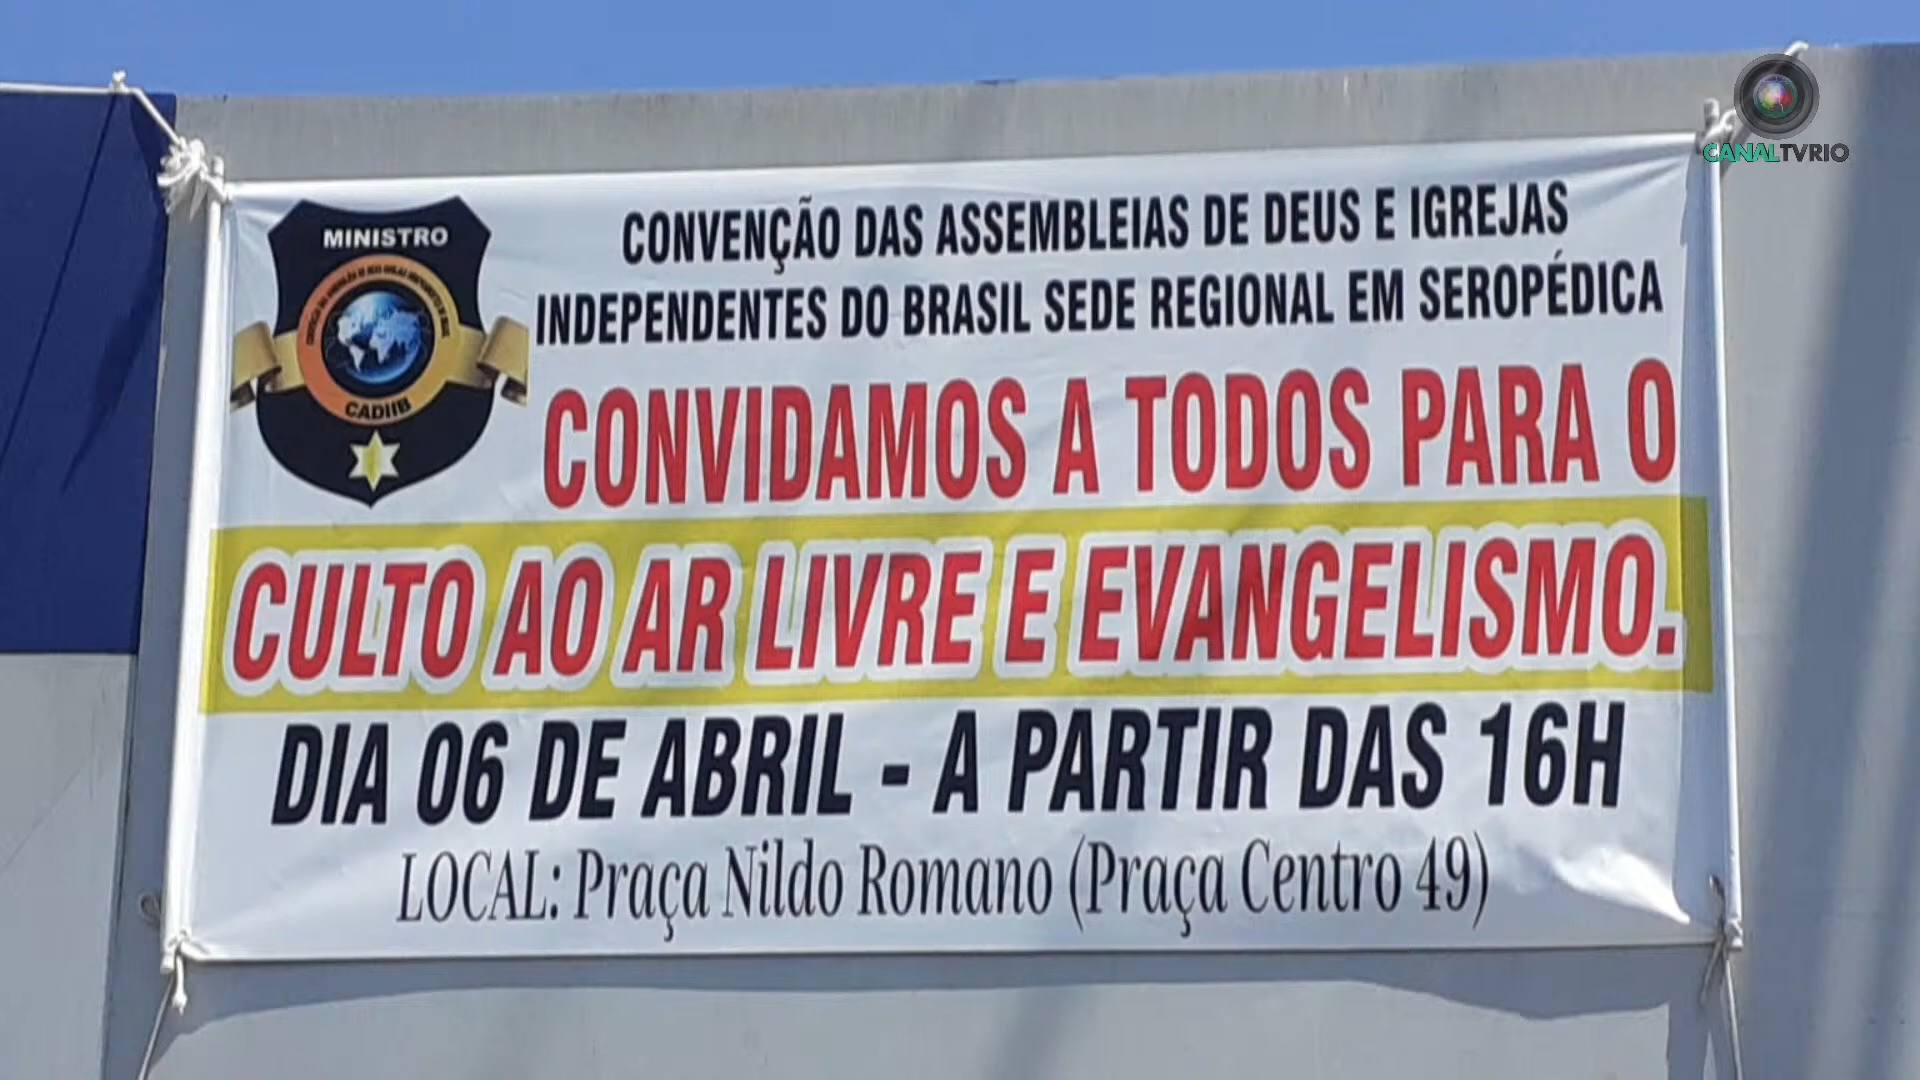 CANALTVRIO
MINISTRO
CADIIB
CONVENÇÃO DAS ASSEMBLEIAS DE DEUS E IGREJAS
INDEPENDENTES DO BRASIL SEDE REGIONAL EM SEROPÉDICA
CONVIDAMOS A TODOS PARA O
CULTO AO AR LIVRE E EVANGELISMO.
DIA 06 DE ABRIL - A PARTIR DAS 16H
LOCAL: Praça Nildo Romano (Praça Centro 49)